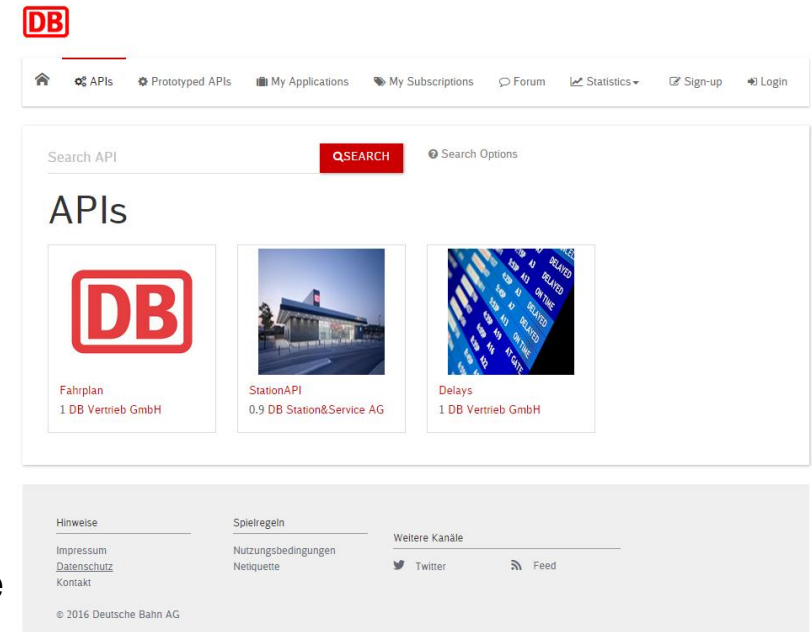 DB
APIs
Prototyped APIs
My Applications
My Subscriptions
Forum
Statistics
Sign-up
Login
Search API
SEARCH
Search Options
APIs
DB
Fahrplan
1 DB Vertrieb GmbH
StationAPI
0.9 DB Station&Service AG
Delays
1 DB Vertrieb GmbH
Hinweise
Impressum
Datenschutz
Kontakt
© 2016 Deutsche Bahn AG
Spielregeln
Nutzungsbedingungen
Netiquette
Weitere Kanäle
Twitter
Feed
e